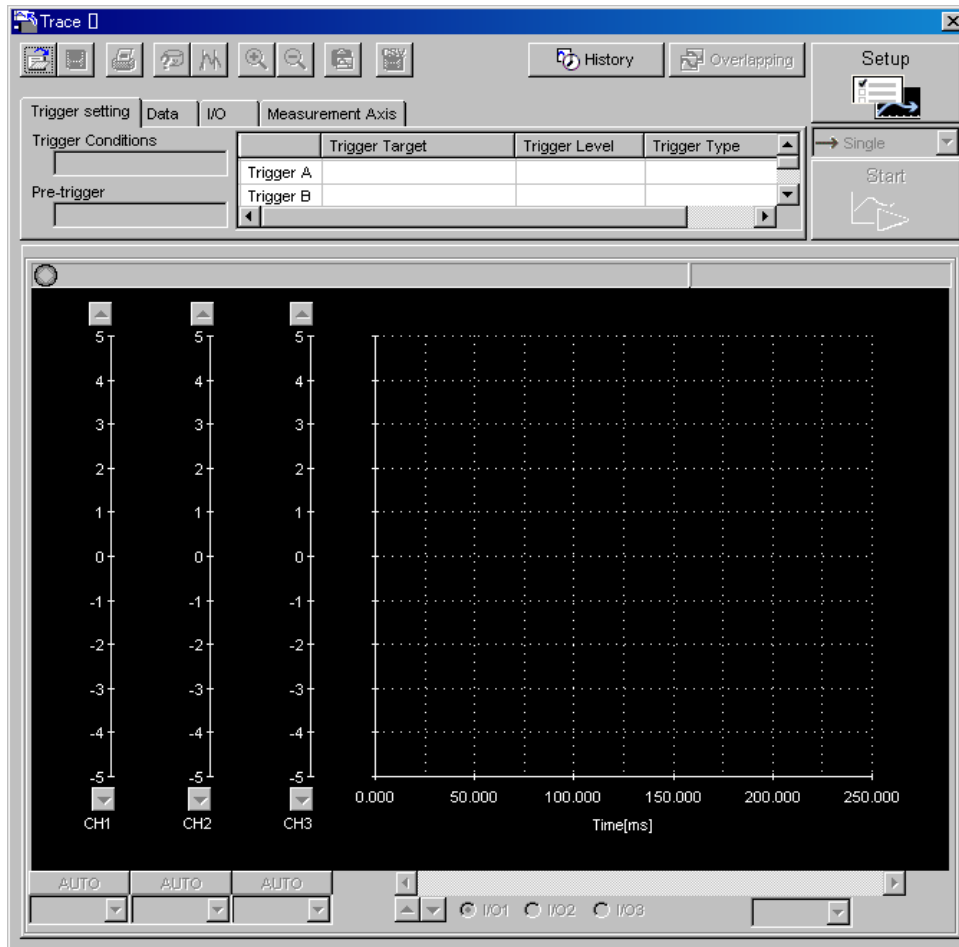 Trace []
CSV
History
Overlapping
Setup
Trigger setting
Data
I/O
Measurement Axis
Trigger Conditions
Pre-trigger
Trigger Target Trigger Level Trigger Type
Trigger A
Trigger B
Single
Start
5 5 5
4 4 4
3 3 3
2 2 2
1 1 1
0 0 0
-1 -1 -1
-2 -2 -2
-3 -3 -3
-4 -4 -4
-5 -5 -5
0.000 50.000 100.000 150.000 200.000 250.000
CH1 CH2 CH3
Time[ms]
AUTO AUTO AUTO
I/O1 I/O2 I/O3